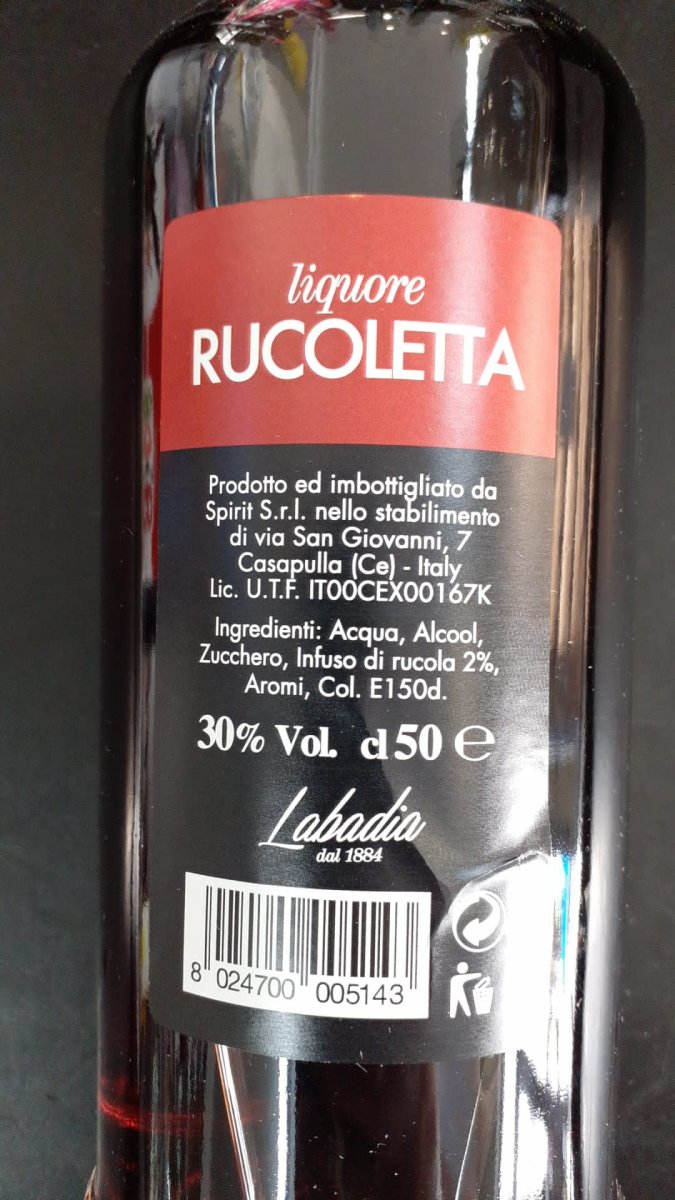 liquore
RUCOLETTA
Prodotto ed imbottigliato da
Spirit S.r.l. nello stabilimento
di via San Giovanni, 7
Casapulla (Ce) - Italy
Lic. U.T.F. IT00CEX00167K
Ingredienti: Acqua, Alcool,
Zucchero, Infuso di rucola 2%,
Aromi, Col. E150d.
30% Vol. cl 50 ℮
Labadia
dal 1884
8 024700 005143